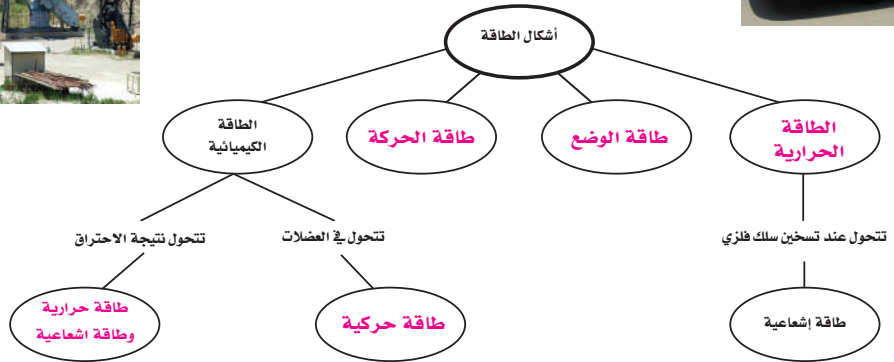 أشكال الطاقة
الطاقة
الحرارية
طاقة الوضع
طاقة الحركة
الطاقة
الكيميائية
تتحول عند تسخين سلك فلزي
تتحول في العضلات
تتحول نتيجة الاحتراق
طاقة إشعاعية
طاقة حركية
طاقة حرارية
وطاقة اشعاعية